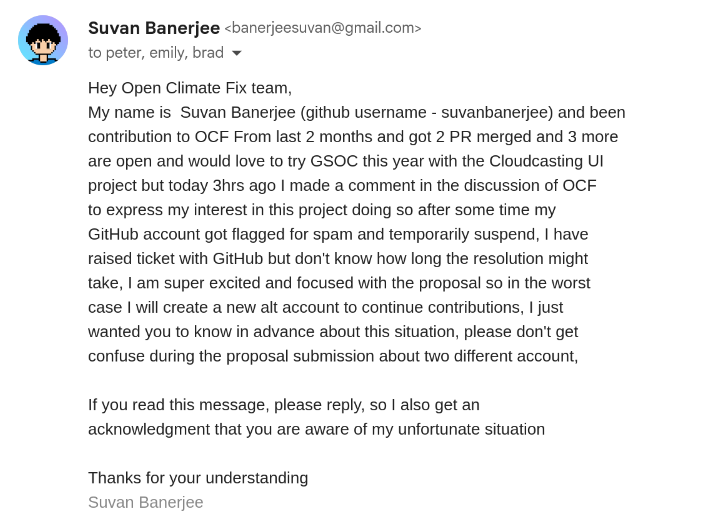 Suvan Banerjee <banerjeesuvan@gmail.com>
to peter, emily, brad
Hey Open Climate Fix team,
My name is  Suvan Banerjee (github username - suvanbanerjee) and been
contribution to OCF From last 2 months and got 2 PR merged and 3 more
are open and would love to try GSOC this year with the Cloudcasting UI
project but today 3hrs ago I made a comment in the discussion of OCF
to express my interest in this project doing so after some time my
GitHub account got flagged for spam and temporarily suspend, I have
raised ticket with GitHub but don't know how long the resolution might
take, I am super excited and focused with the proposal so in the worst
case I will create a new alt account to continue contributions, I just
wanted you to know in advance about this situation, please don't get
confuse during the proposal submission about two different account,

If you read this message, please reply, so I also get an
acknowledgment that you are aware of my unfortunate situation

Thanks for your understanding
Suvan Banerjee